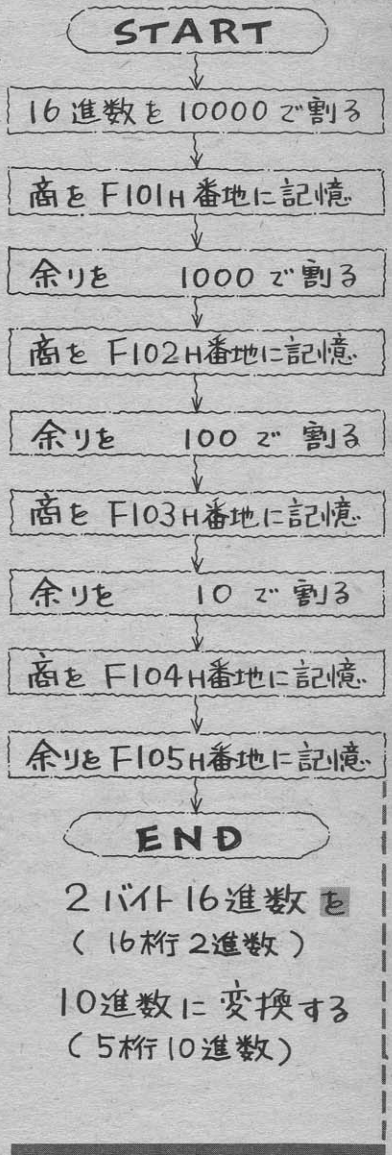 START
16進数を10000で割る
商をF101H番地に記憶
余りを 1000で割る
商をF102H番地に記憶
余りを 100で割る
商をF103H番地に記憶
余りを 10で割る
商をF104H番地に記憶
余りをF105H番地に記憶
END
2バイト16進数を
(16桁2進数)
10進数に変換する
(5桁10進数)